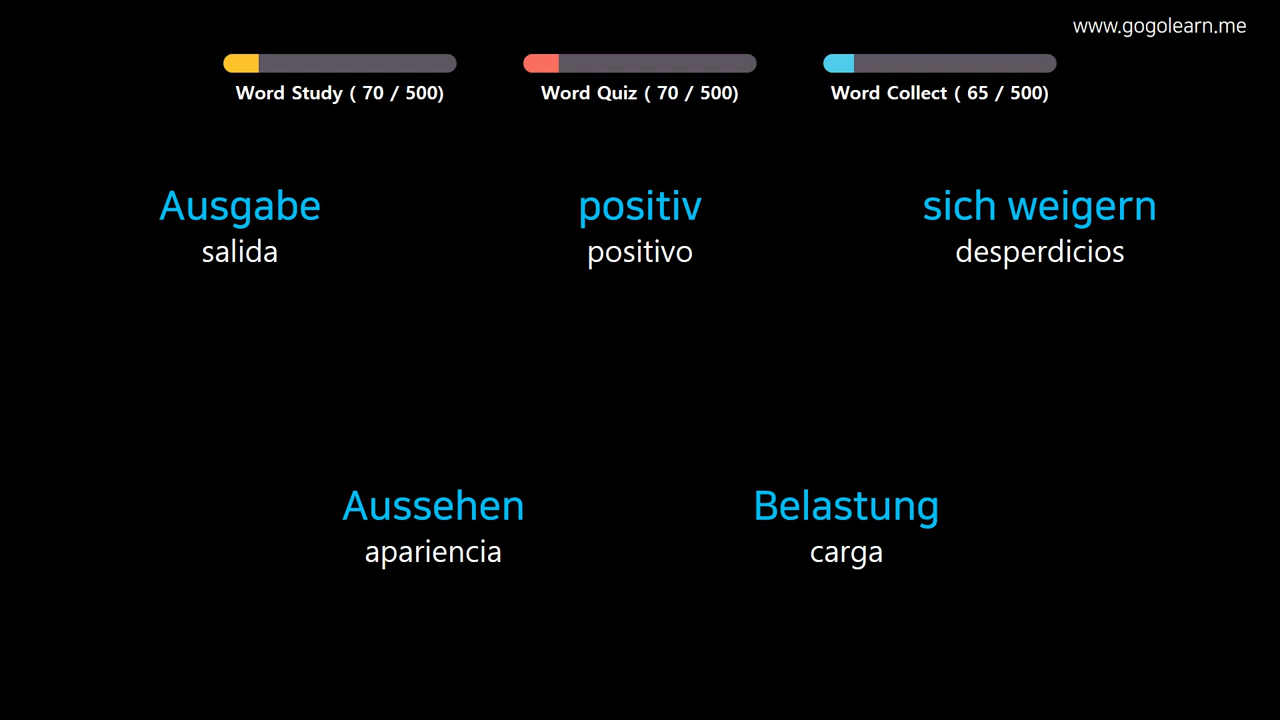 www.gogolearn.me
Word Study ( 70 / 500)
Word Quiz ( 70 / 500)
Word Collect ( 65 / 500)
Ausgabe
salida
positiv
positivo
sich weigern
desperdicios
Aussehen
apariencia
Belastung
carga